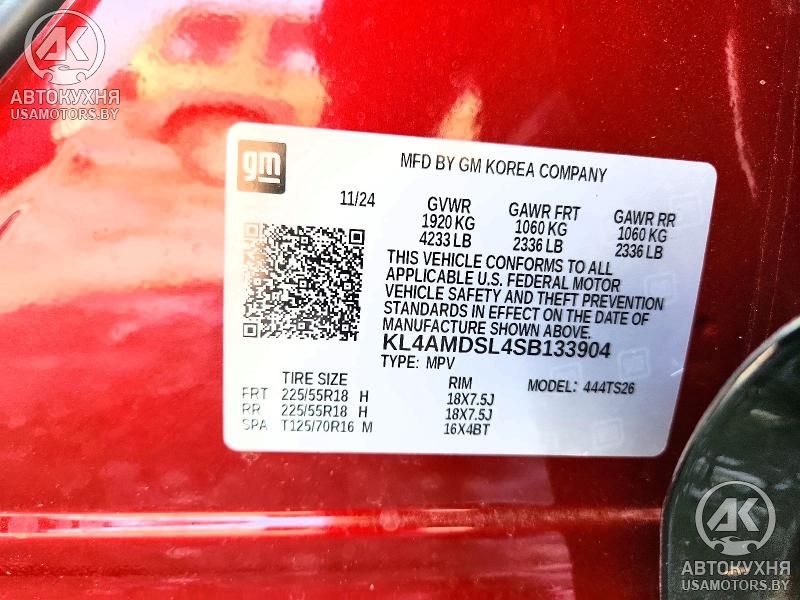 АК
АВТОКУХНЯ
USAMOTORS.BY
gm
MFD BY GM KOREA COMPANY
11/24
GVWR GAWR FRT GAWR RR
1920 KG 1060 KG 1060 KG
4233 LB 2336 LB 2336 LB
THIS VEHICLE CONFORMS TO ALL
APPLICABLE U.S. FEDERAL MOTOR
VEHICLE SAFETY AND THEFT PREVENTION
STANDARDS IN EFFECT ON THE DATE OF
MANUFACTURE SHOWN ABOVE.
KL4AMDSL4SB133904
TYPE: MPV
TIRE SIZE RIM MODEL: 444TS26
FRT 225/55R18 H 18X7.5J
RR 225/55R18 H 18X7.5J
SPA T125/70R16 M 16X4BT
АК
АВТОКУХНЯ
USAMOTORS.BY